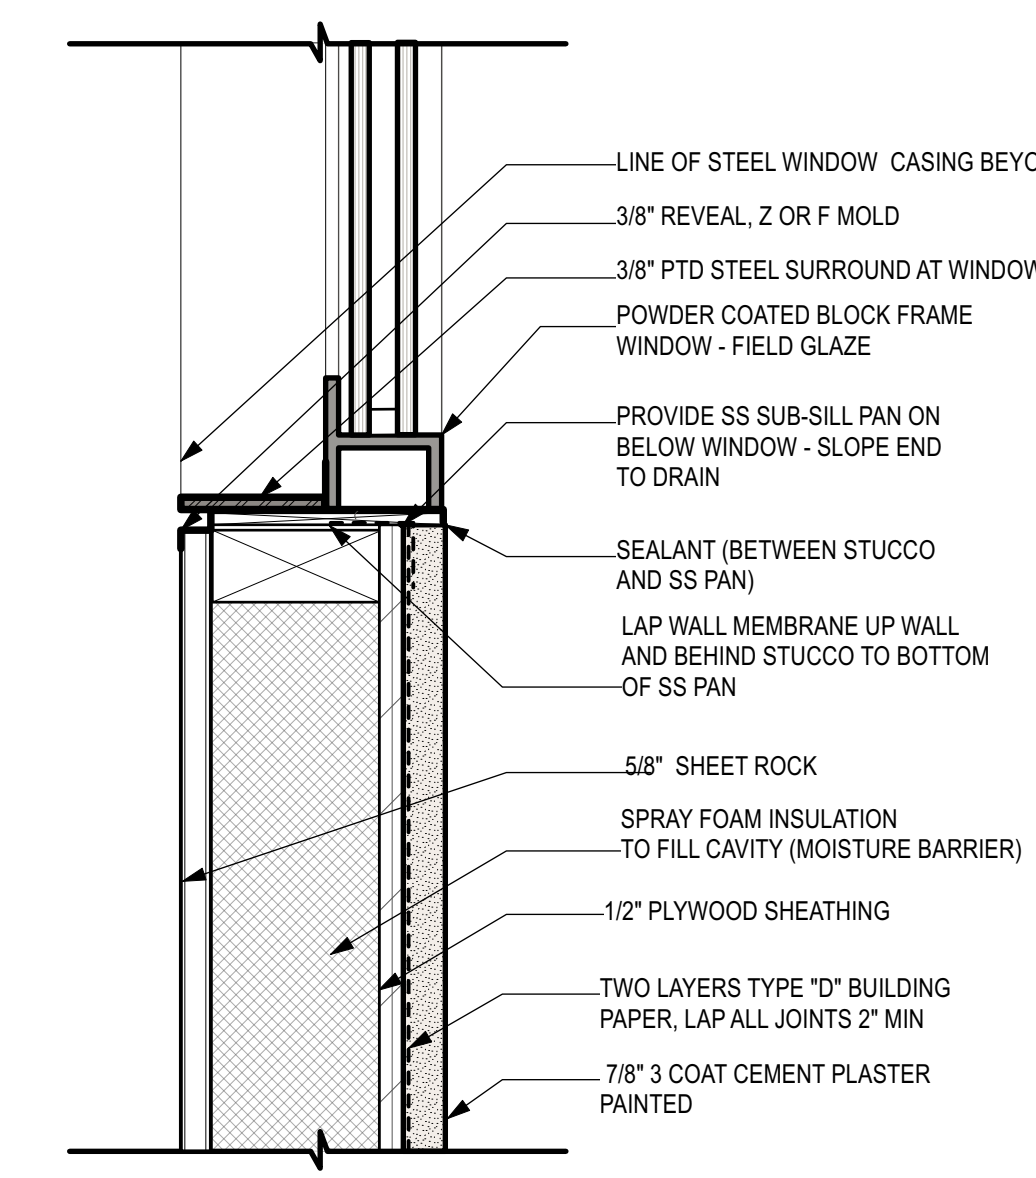 LINE OF STEEL WINDOW CASING
3/8" REVEAL, Z OR F MOLD
3/8" PTD STEEL SURROUND AT WINDOW
POWDER COATED BLOCK FRAME
WINDOW - FIELD GLAZE
PROVIDE SS SUB-SILL PAN ON
BELOW WINDOW - SLOPE END
TO DRAIN
SEALANT (BETWEEN STUCCO
AND SS PAN)
LAP WALL MEMBRANE UP WALL
AND BEHIND STUCCO TO BOTTOM
OF SS PAN
5/8" SHEET ROCK
SPRAY FOAM INSULATION
TO FILL CAVITY (MOISTURE BARRIER)
1/2" PLYWOOD SHEATHING
TWO LAYERS TYPE "D" BUILDING
PAPER, LAP ALL JOINTS 2" MIN
7/8" 3 COAT CEMENT PLASTER
PAINTED